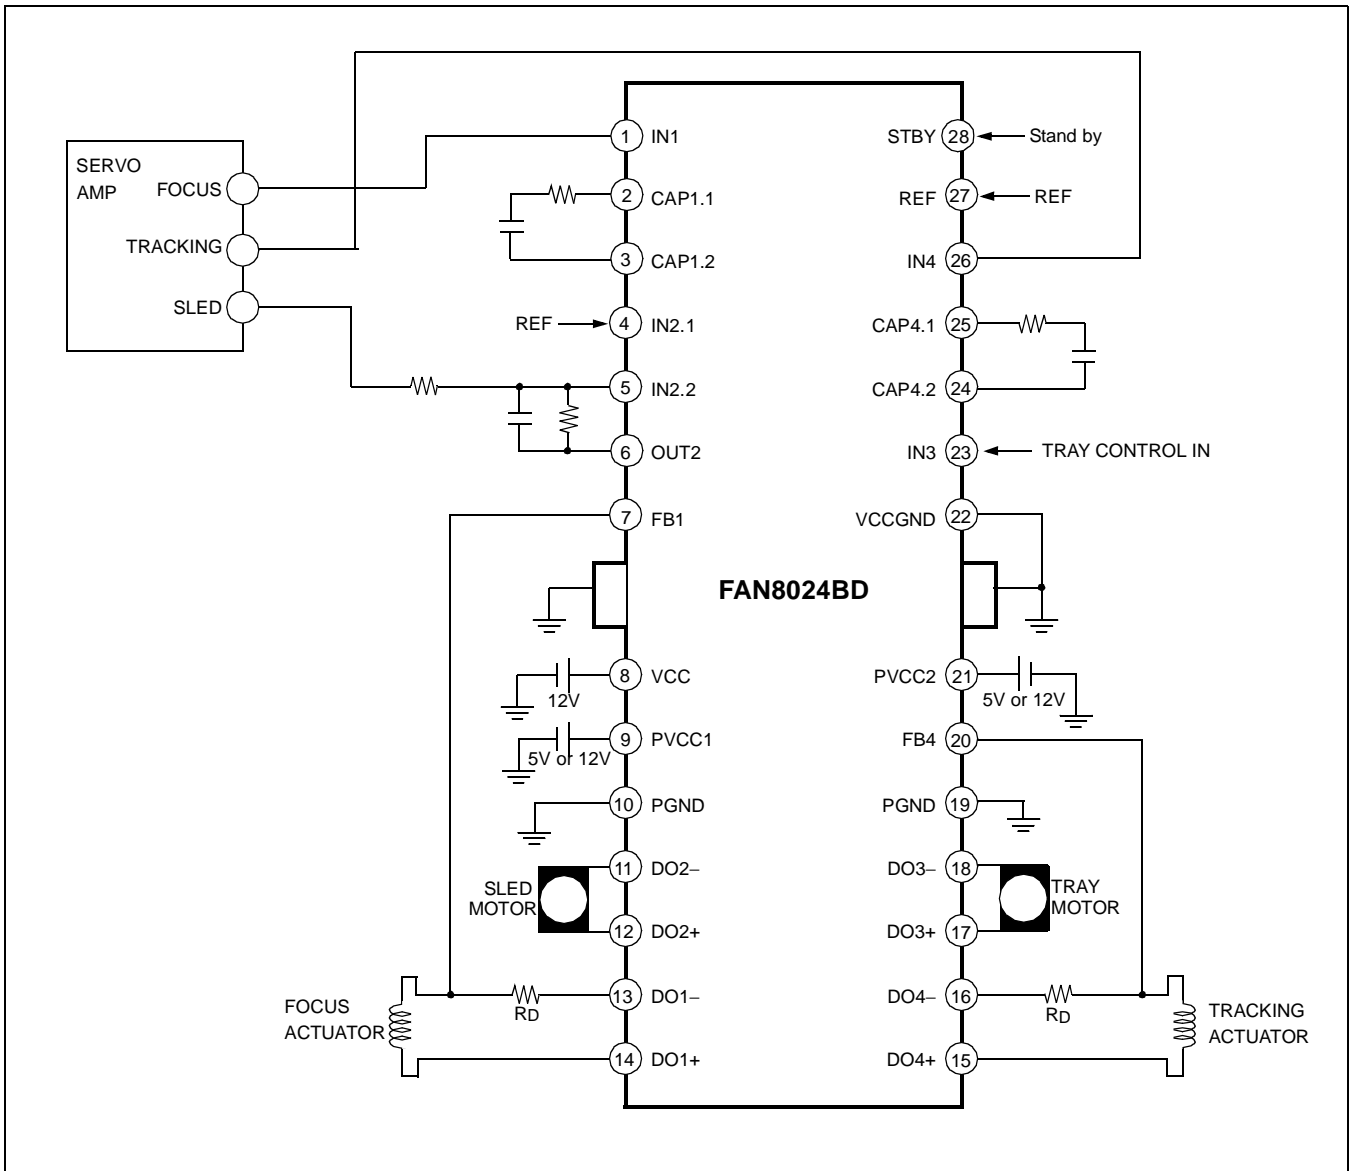 SERVO
AMP
FOCUS
TRACKING
SLED
1 IN1
2 CAP1.1
3 CAP1.2
REF 4 IN2.1
5 IN2.2
6 OUT2
7 FB1
8 VCC
12V
9 PVCC1
5V or 12V
10 PGND
11 DO2−
SLED
MOTOR
12 DO2+
13 DO1−
RD
FOCUS
ACTUATOR
14 DO1+
FAN8024BD
STBY 28 Stand by
REF 27 REF
IN4 26
CAP4.1 25
CAP4.2 24
IN3 23 TRAY CONTROL IN
VCCGND 22
PVCC2 21
5V or 12V
FB4 20
PGND 19
DO3− 18
TRAY
MOTOR
DO3+ 17
DO4− 16
RD
TRACKING
ACTUATOR
DO4+ 15